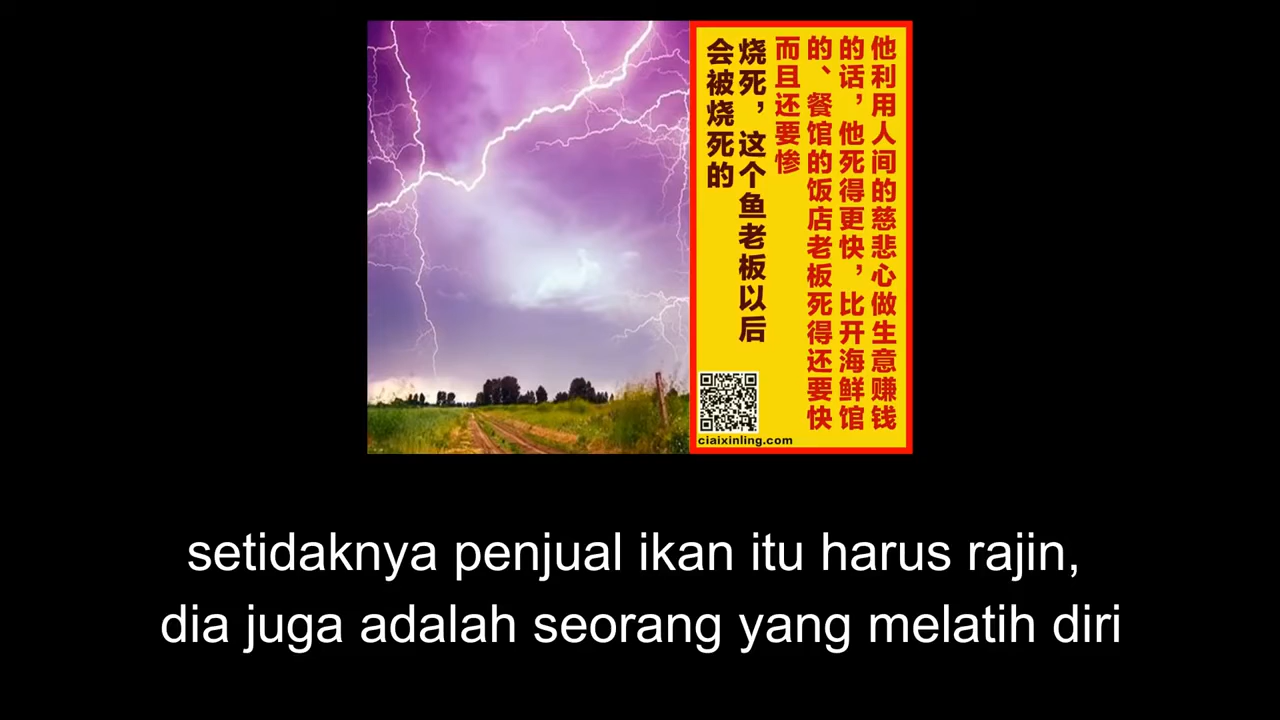 他利用人间的慈悲心做生意赚钱
的话，他死得更快，比开海鲜馆
的、餐馆的饭店老板死得还要快
而且还要惨
烧死，这个鱼老板以后
会被烧死的
ciaixinling.com
setidaknya penjual ikan itu harus rajin,
dia juga adalah seorang yang melatih diri